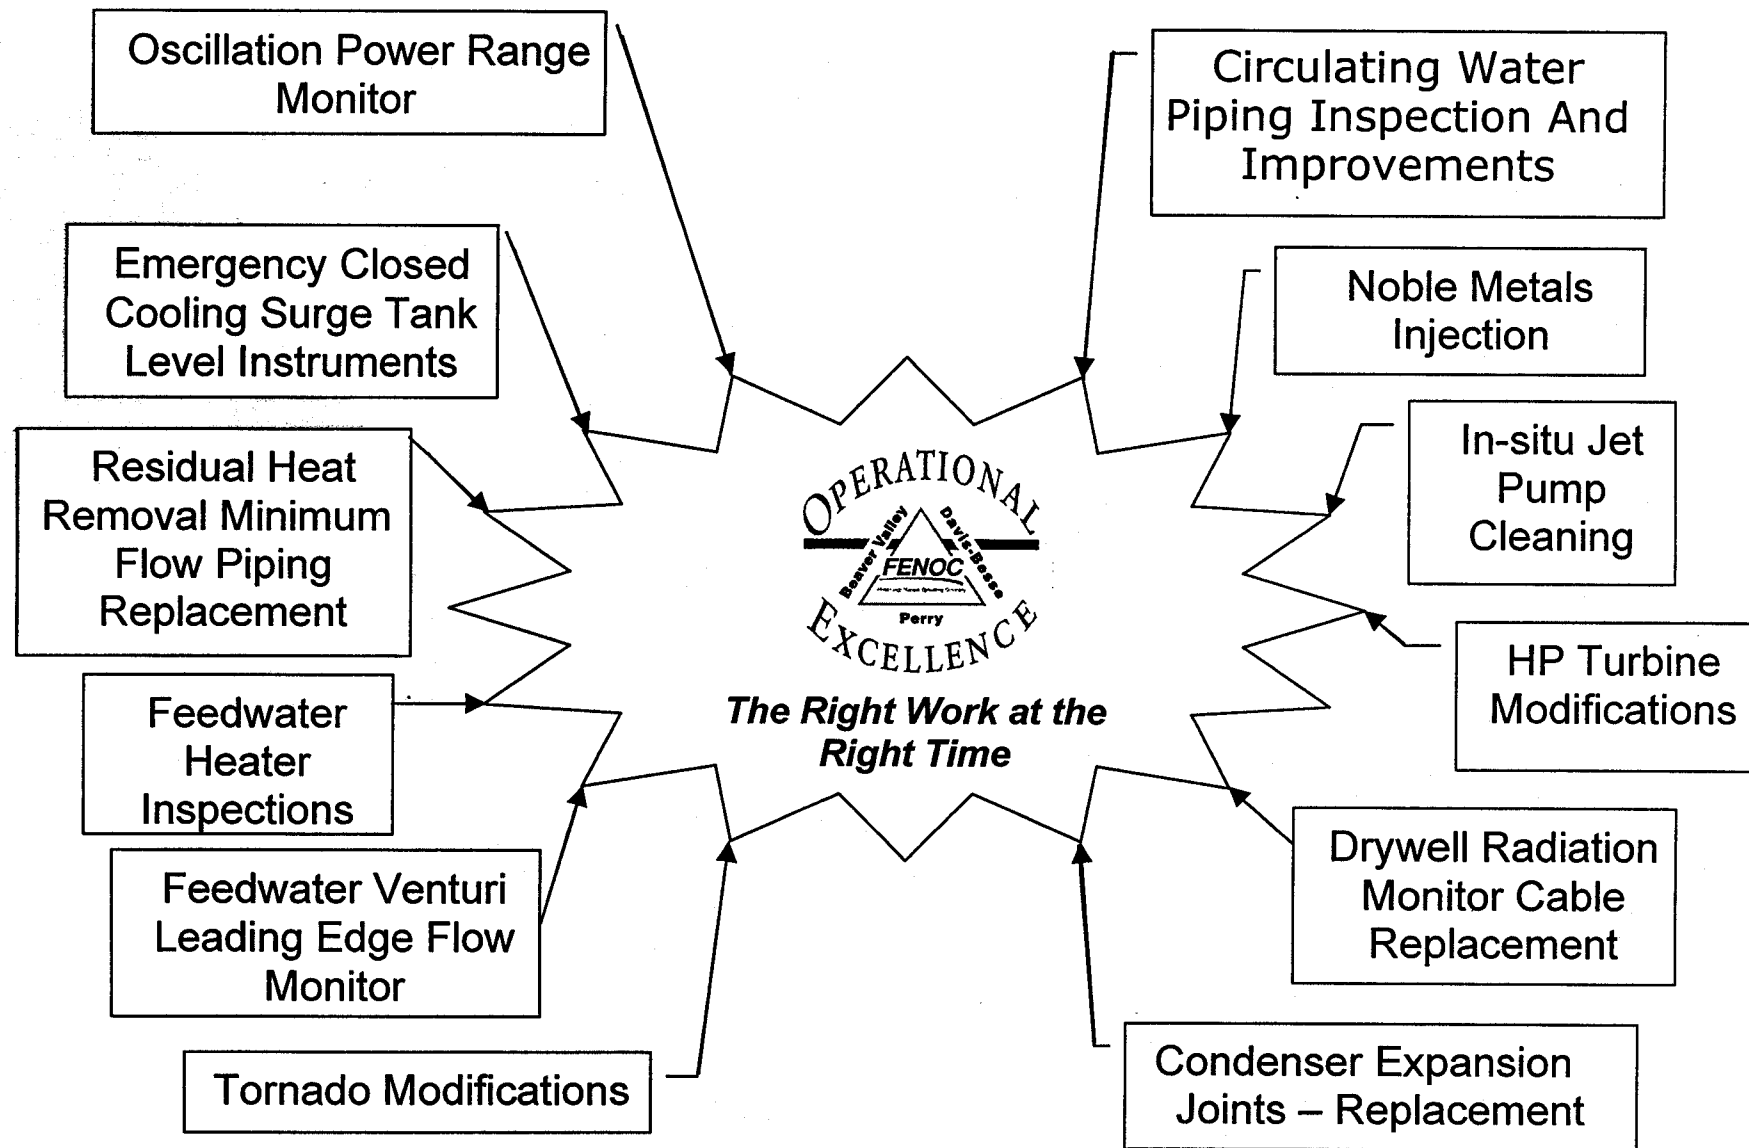 Oscillation Power Range
Monitor
Circulating Water
Piping Inspection And
Improvements
Emergency Closed
Cooling Surge Tank
Level Instruments
Noble Metals
Injection
Residual Heat
Removal Minimum
Flow Piping
Replacement
In-situ Jet
Pump
Cleaning
OPERATIONAL
Beaver Valley
Davis-Besse
FENOC
Perry
EXCELLENCE
The Right Work at the
Right Time
HP Turbine
Modifications
Feedwater
Heater
Inspections
Feedwater Venturi
Leading Edge Flow
Monitor
Drywell Radiation
Monitor Cable
Replacement
Tornado Modifications
Condenser Expansion
Joints – Replacement